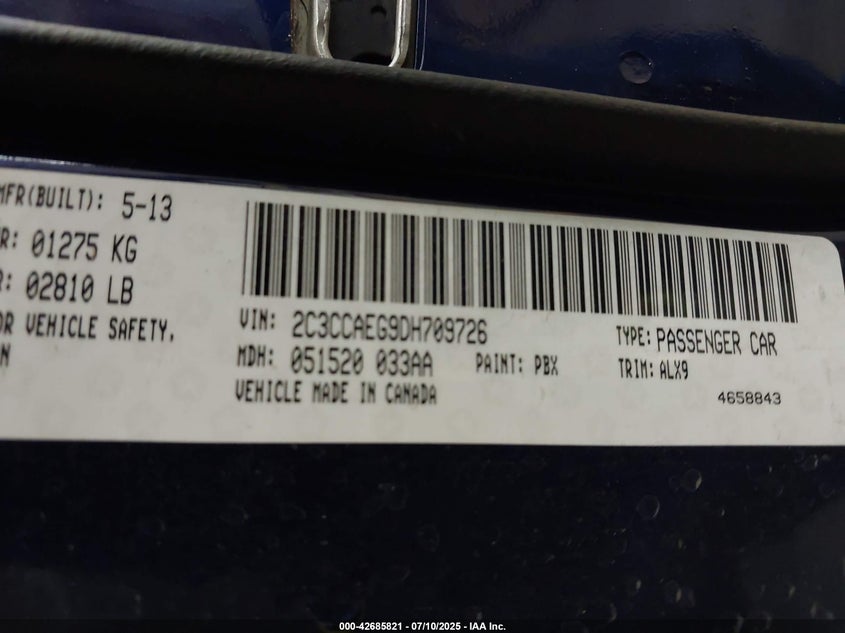 MFR(BUILT): 5-13
R: 01275 KG
R: 02810 LB
OR VEHICLE SAFETY,
N
VIN: 2C3CCAEG9DH709726
TYPE: PASSENGER CAR
MDH: 051520 033AA PAINT: PBX
TRIM: ALX9
VEHICLE MADE IN CANADA
4658843
000-42685821 - 07/10/2025 - IAA Inc.